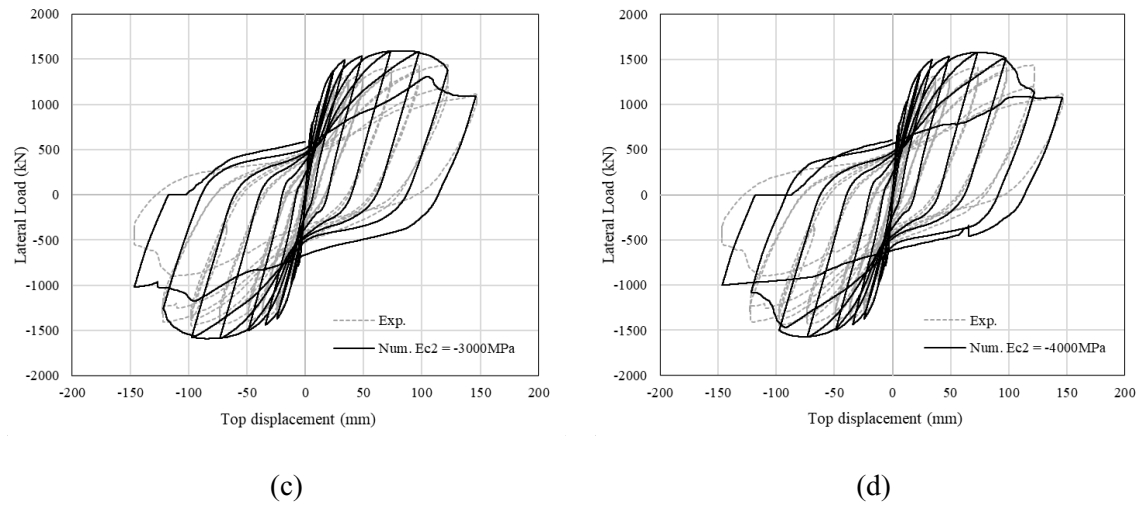 2000
1500
1000
500
0
-500
-1000
-1500
-2000
-200 -150 -100 -50 0 50 100 150 200
Lateral Load (kN)
Top displacement (mm)
Exp.
Num. Ec2 = -3000MPa
(c)
2000
1500
1000
500
0
-500
-1000
-1500
-2000
-200 -150 -100 -50 0 50 100 150 200
Lateral Load (kN)
Top displacement (mm)
Exp.
Num. Ec2 = -4000MPa
(d)